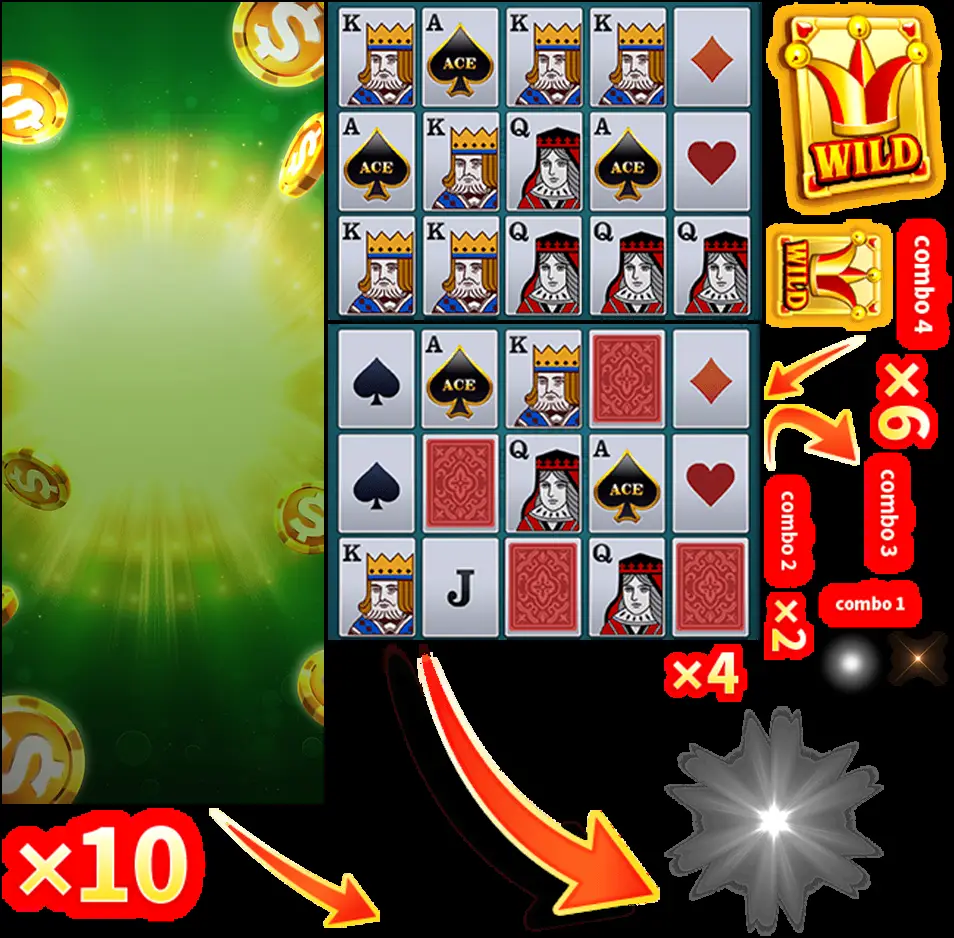 K A K K
ACE
A K Q A
ACE ACE
K K Q Q Q
A K
ACE
Q A
ACE
K J Q
WILD
WILD
combo 4
×6
combo 3
combo 2
combo 1
×2
×4
×10
$
$
$
$
$
$